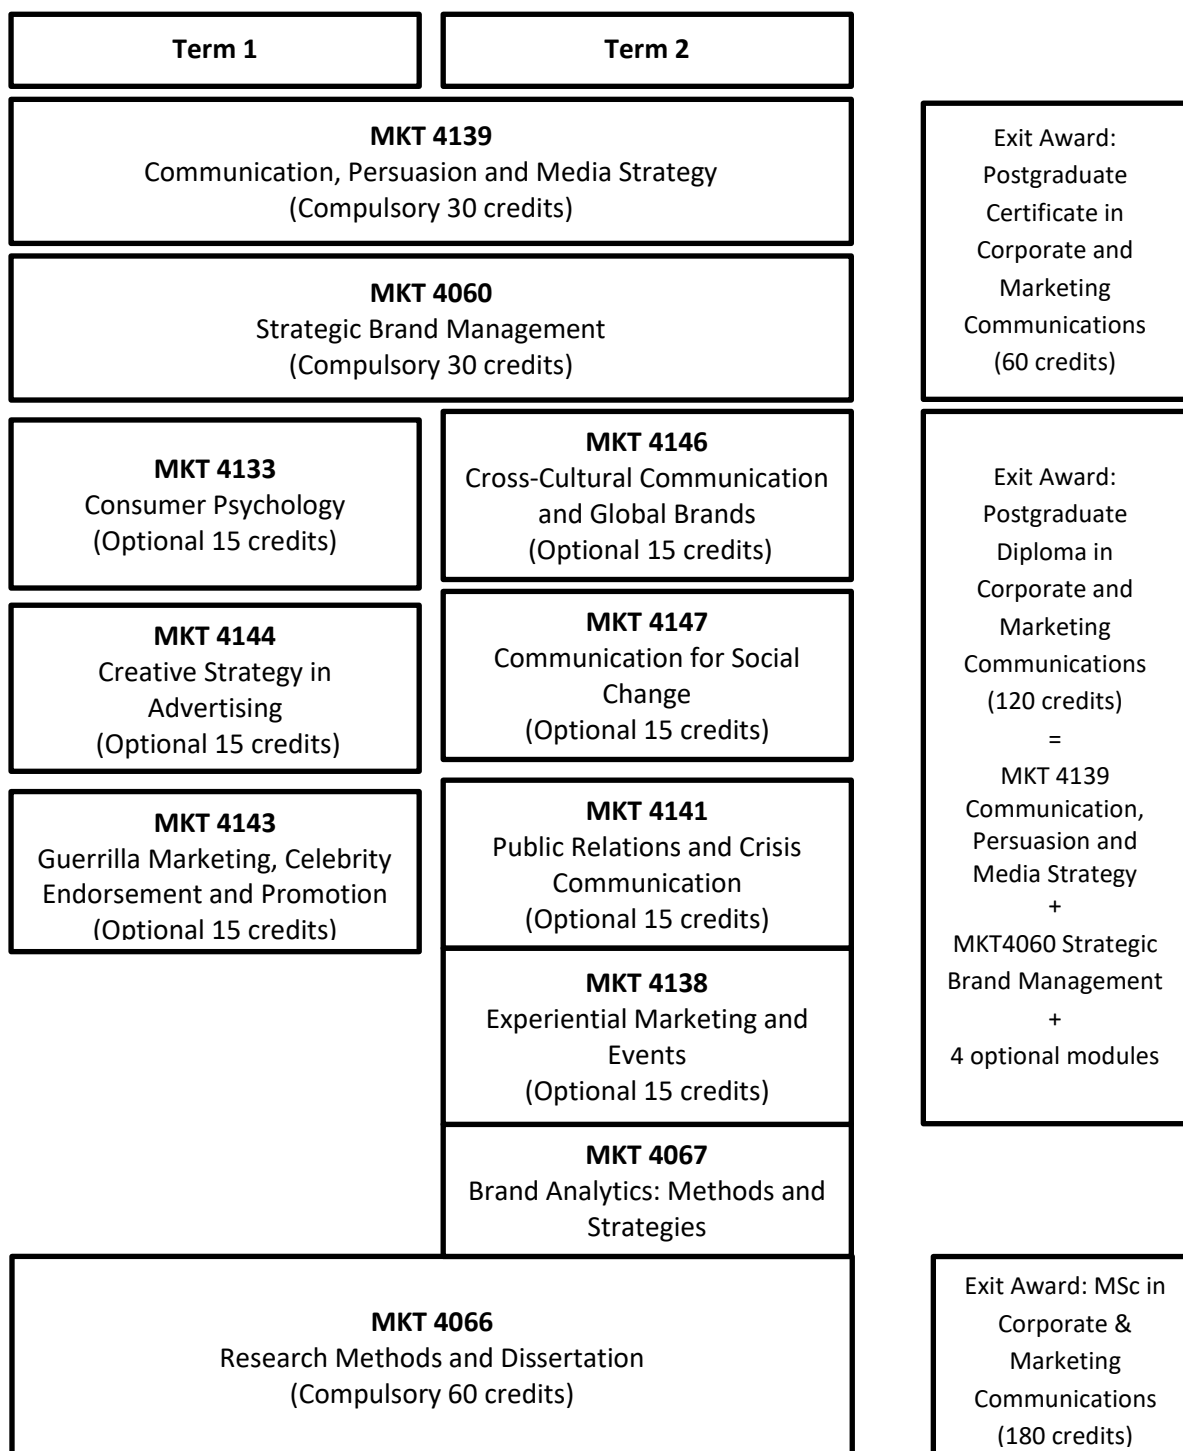 Term 1
Term 2
MKT 4139
Communication, Persuasion and Media Strategy
(Compulsory 30 credits)
MKT 4060
Strategic Brand Management
(Compulsory 30 credits)
MKT 4133
Consumer Psychology
(Optional 15 credits)
MKT 4146
Cross-Cultural Communication
and Global Brands
(Optional 15 credits)
MKT 4144
Creative Strategy in
Advertising
(Optional 15 credits)
MKT 4147
Communication for Social
Change
(Optional 15 credits)
MKT 4143
Guerrilla Marketing, Celebrity
Endorsement and Promotion
(Optional 15 credits)
MKT 4141
Public Relations and Crisis
Communication
(Optional 15 credits)
MKT 4138
Experiential Marketing and
Events
(Optional 15 credits)
MKT 4067
Brand Analytics: Methods and
Strategies
MKT 4066
Research Methods and Dissertation
(Compulsory 60 credits)
Exit Award:
Postgraduate
Certificate in
Corporate and
Marketing
Communications
(60 credits)
Exit Award:
Postgraduate
Diploma in
Corporate and
Marketing
Communications
(120 credits)
=
MKT 4139
Communication,
Persuasion and
Media Strategy
+
MKT4060 Strategic
Brand Management
+
4 optional modules
Exit Award: MSc in
Corporate &
Marketing
Communications
(180 credits)